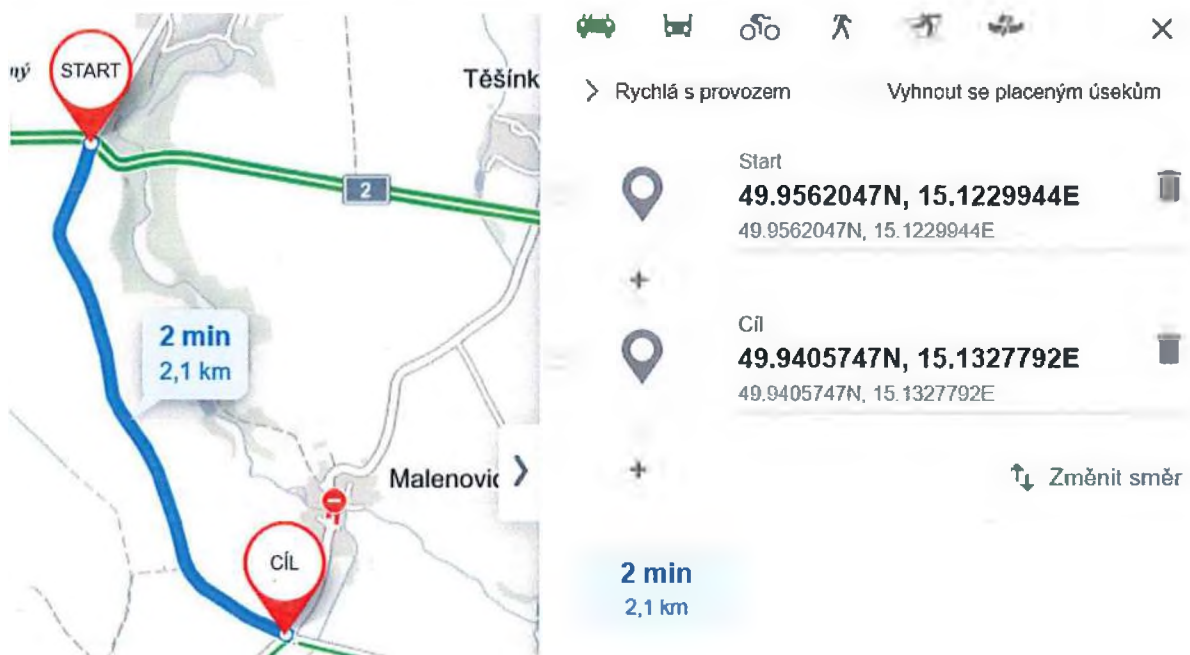 ný
START
Těšínk
2
2 min
2,1 km
Malenovic
CÍL
Rychlá s provozem
Vyhnout se placeným úsekům
Start
49.9562047N, 15.1229944E
49.9562047N, 15.1229944E
Cíl
49.9405747N, 15.1327792E
49.9405747N, 15.1327792E
Změnit směr
2 min
2,1 km